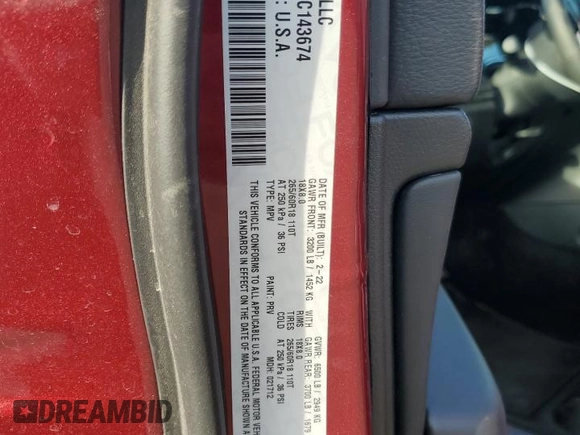 LLC
DATE OF MFR (BUILT): 2-22 GVWR: 6500 LB / 2949 KG
GAWR FRONT: 3200 LB / 1452 KG WITH GAWR REAR: 3700 LB / 1679
18X8.0 RIMS 18X8.0
265/60R18 110T TIRES 265/60R18 110T
AT 250 kPa / 36 PSI COLD AT 250 kPa / 36 PSI
TYPE: MPV PAINT: PRV MDH: 021712
THIS VEHICLE CONFORMS TO ALL APPLICABLE U.S.A. FEDERAL MOTOR
STANDARDS IN EFFECT ON THE DATE OF MANUFACTURE SHOWN
C143674
: U.S.A.
DREAMBID